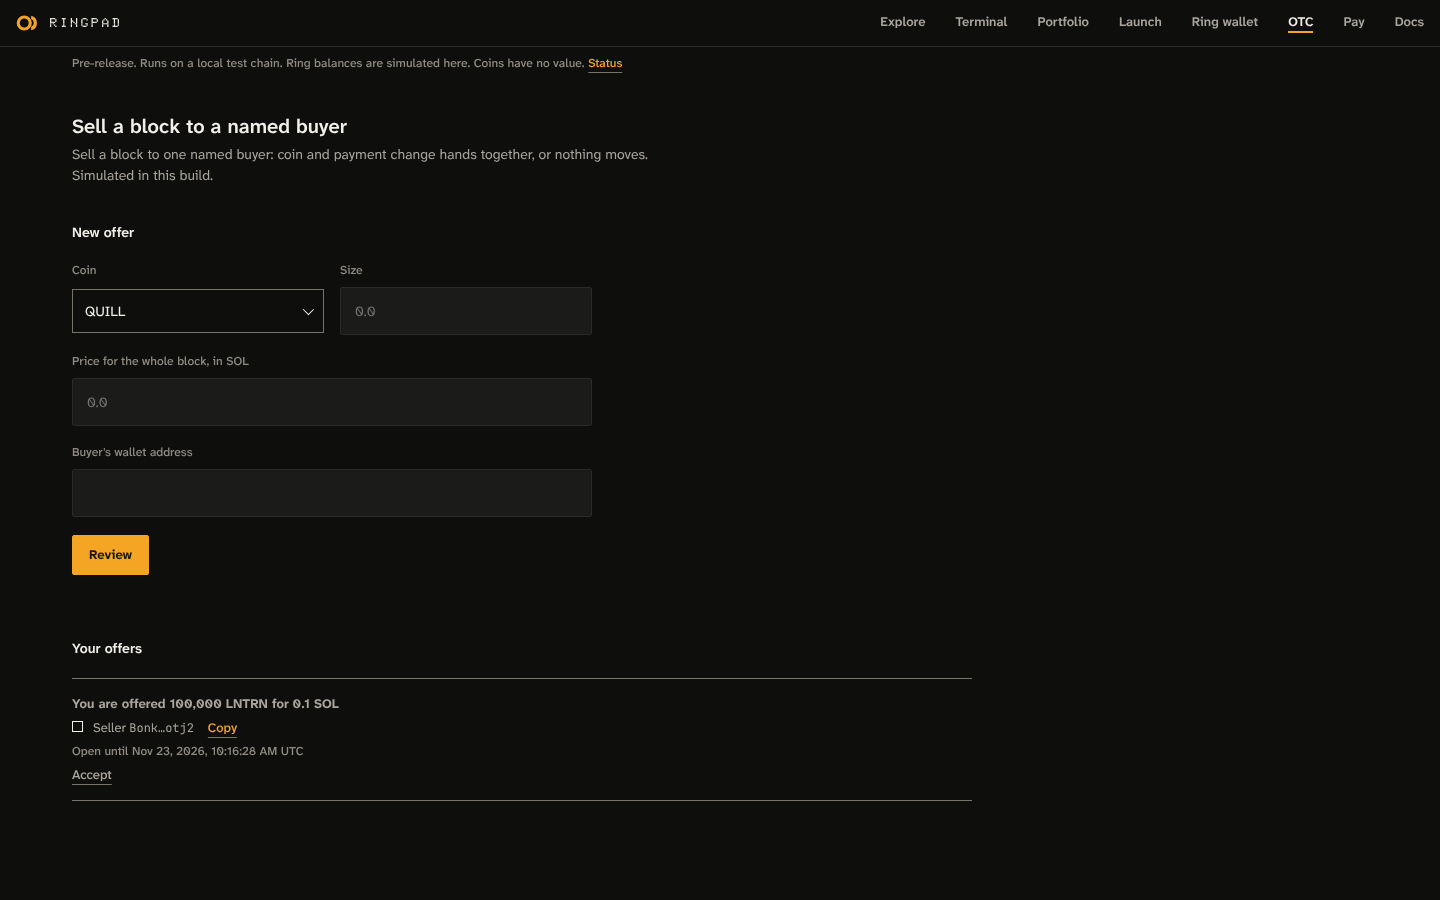 RINGPAD
Explore Terminal Portfolio Launch Ring wallet OTC Pay Docs
Pre-release. Runs on a local test chain. Ring balances are simulated here. Coins have no value. Status
Sell a block to a named buyer
Sell a block to one named buyer: coin and payment change hands together, or nothing moves.
Simulated in this build.
New offer
Coin Size
QUILL 0.0
Price for the whole block, in SOL
0.0
Buyer's wallet address
Review
Your offers
You are offered 100,000 LNTRN for 0.1 SOL
Seller Bonk…otj2 Copy
Open until Nov 23, 2026, 10:16:28 AM UTC
Accept